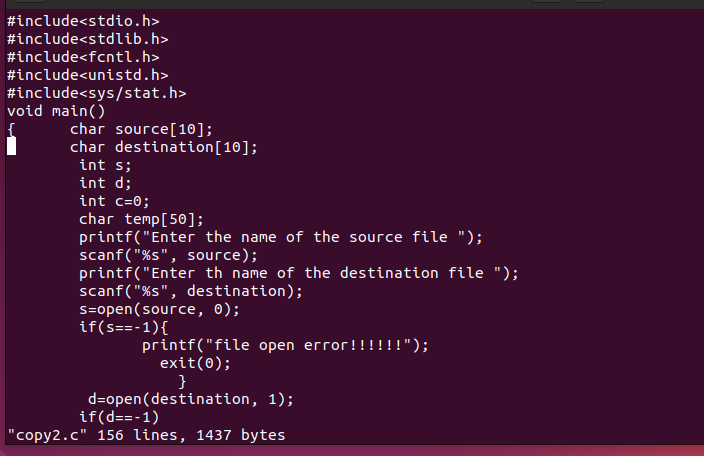 #include<stdio.h>
#include<stdlib.h>
#include<fcntl.h>
#include<unistd.h>
#include<sys/stat.h>
void main()
{      char source[10];
       char destination[10];
        int s;
        int d;
        int c=0;
        char temp[50];
        printf("Enter the name of the source file ");
        scanf("%s", source);
        printf("Enter th name of the destination file ");
        scanf("%s", destination);
        s=open(source, 0);
        if(s==-1){
               printf("file open error!!!!!!");
                 exit(0);
                   }
         d=open(destination, 1);
        if(d==-1)
"copy2.c" 156 lines, 1437 bytes